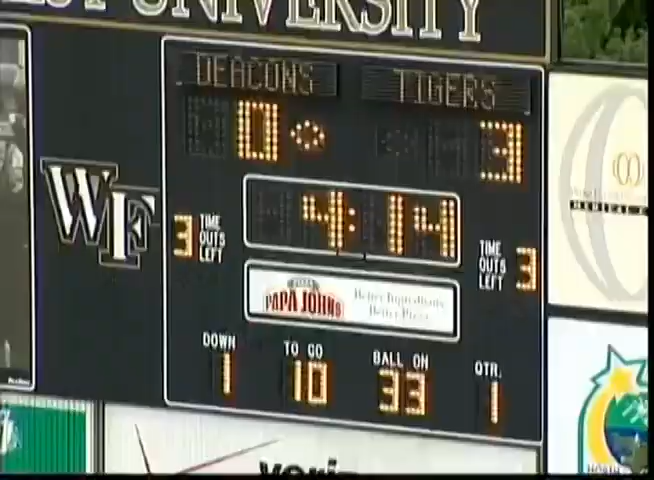 UNIVERSITY
DEACONS TIGERS
0 3
WF
4:14
3 TIME OUTS LEFT
TIME OUTS LEFT 3
PAPA JOHNS
Better Ingredients.
Better Pizza.
DOWN TO GO BALL ON QTR.
1 10 33 1